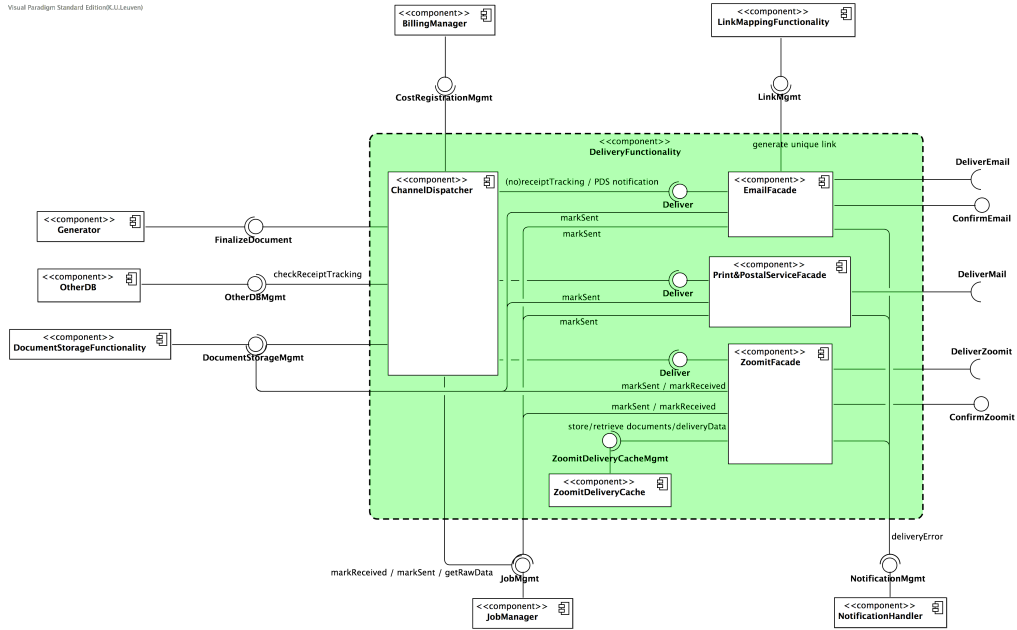 Visual Paradigm Standard Edition(K.U.Leuven)
<<component>>
BillingManager
<<component>>
LinkMappingFunctionality
CostRegistrationMgmt
LinkMgmt
<<component>>
DeliveryFunctionality
generate unique link
DeliverEmail
<<component>>
ChannelDispatcher
(no)receiptTracking / PDS notification
<<component>>
EmailFacade
Deliver
markSent
ConfirmEmail
<<component>>
Generator
FinalizeDocument
markSent
<<component>>
OtherDB
checkReceiptTracking
OtherDBMgmt
<<component>>
Print&PostalServiceFacade
DeliverMail
Deliver
markSent
markSent
<<component>>
DocumentStorageFunctionality
DocumentStorageMgmt
<<component>>
ZoomitFacade
DeliverZoomit
Deliver
markSent / markReceived
markSent / markReceived
ConfirmZoomit
store/retrieve documents/deliveryData
ZoomitDeliveryCacheMgmt
<<component>>
ZoomitDeliveryCache
deliveryError
markReceived / markSent / getRawData
JobMgmt
NotificationMgmt
<<component>>
JobManager
<<component>>
NotificationHandler